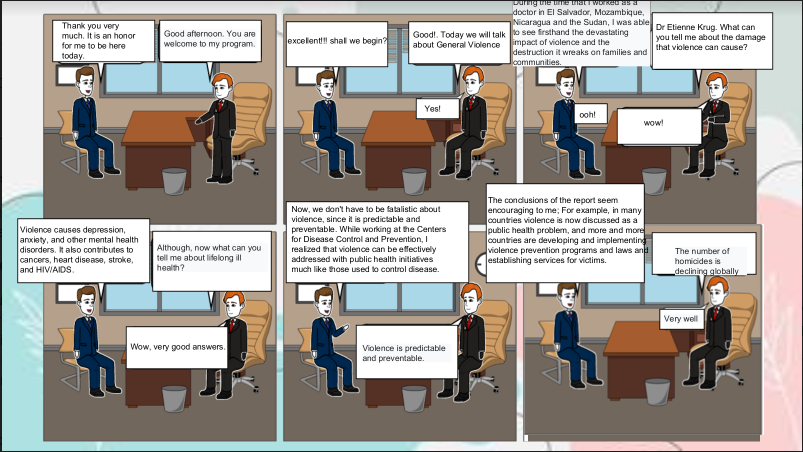 Thank you very
much. It is an honor
for me to be here
today.
Good afternoon. You are
welcome to my program.
excellent!!! shall we begin?
Good!. Today we will talk
about General Violence
Yes!
During the time that I worked as a
doctor in El Salvador, Mozambique,
Nicaragua and the Sudan, I was able
to see firsthand the devastating
impact of violence and the
destruction it wreaks on families and
communities.
Dr Etienne Krug. What can
you tell me about the damage
that violence can cause?
ooh!
wow!
Violence causes depression,
anxiety, and other mental health
disorders. It also contributes to
cancers, heart disease, stroke,
and HIV/AIDS.
Although, now what can you
tell me about lifelong ill
health?
Wow, very good answers.
Now, we don't have to be fatalistic about
violence, since it is predictable and
preventable. While working at the Centers
for Disease Control and Prevention, I
realized that violence can be effectively
addressed with public health initiatives
much like those used to control disease.
Violence is predictable
and preventable.
The conclusions of the report seem
encouraging to me; For example, in many
countries violence is now discussed as a
public health problem, and more and more
countries are developing and implementing
violence prevention programs and laws and
establishing services for victims.
The number of
homicides is
declining globally
Very well